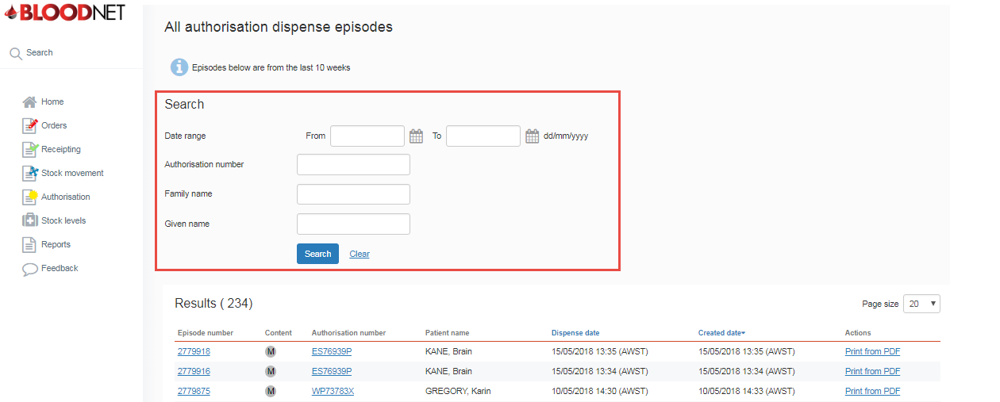 BLOODNET
Search
Home
Orders
Receipting
Stock movement
Authorisation
Stock levels
Reports
Feedback
All authorisation dispense episodes
i Episodes below are from the last 10 weeks
Search
Date range From To dd/mm/yyyy
Authorisation number
Family name
Given name
Search Clear
Results ( 234) Page size 20
Episode number Content Authorisation number Patient name Dispense date Created date Actions
2779918 M ES76939P KANE, Brain 15/05/2018 13:35 (AWST) 15/05/2018 13:35 (AWST) Print from PDF
2779916 M ES76939P KANE, Brain 15/05/2018 13:34 (AWST) 15/05/2018 13:34 (AWST) Print from PDF
2779875 M WP73783X GREGORY, Karin 10/05/2018 14:30 (AWST) 10/05/2018 14:33 (AWST) Print from PDF